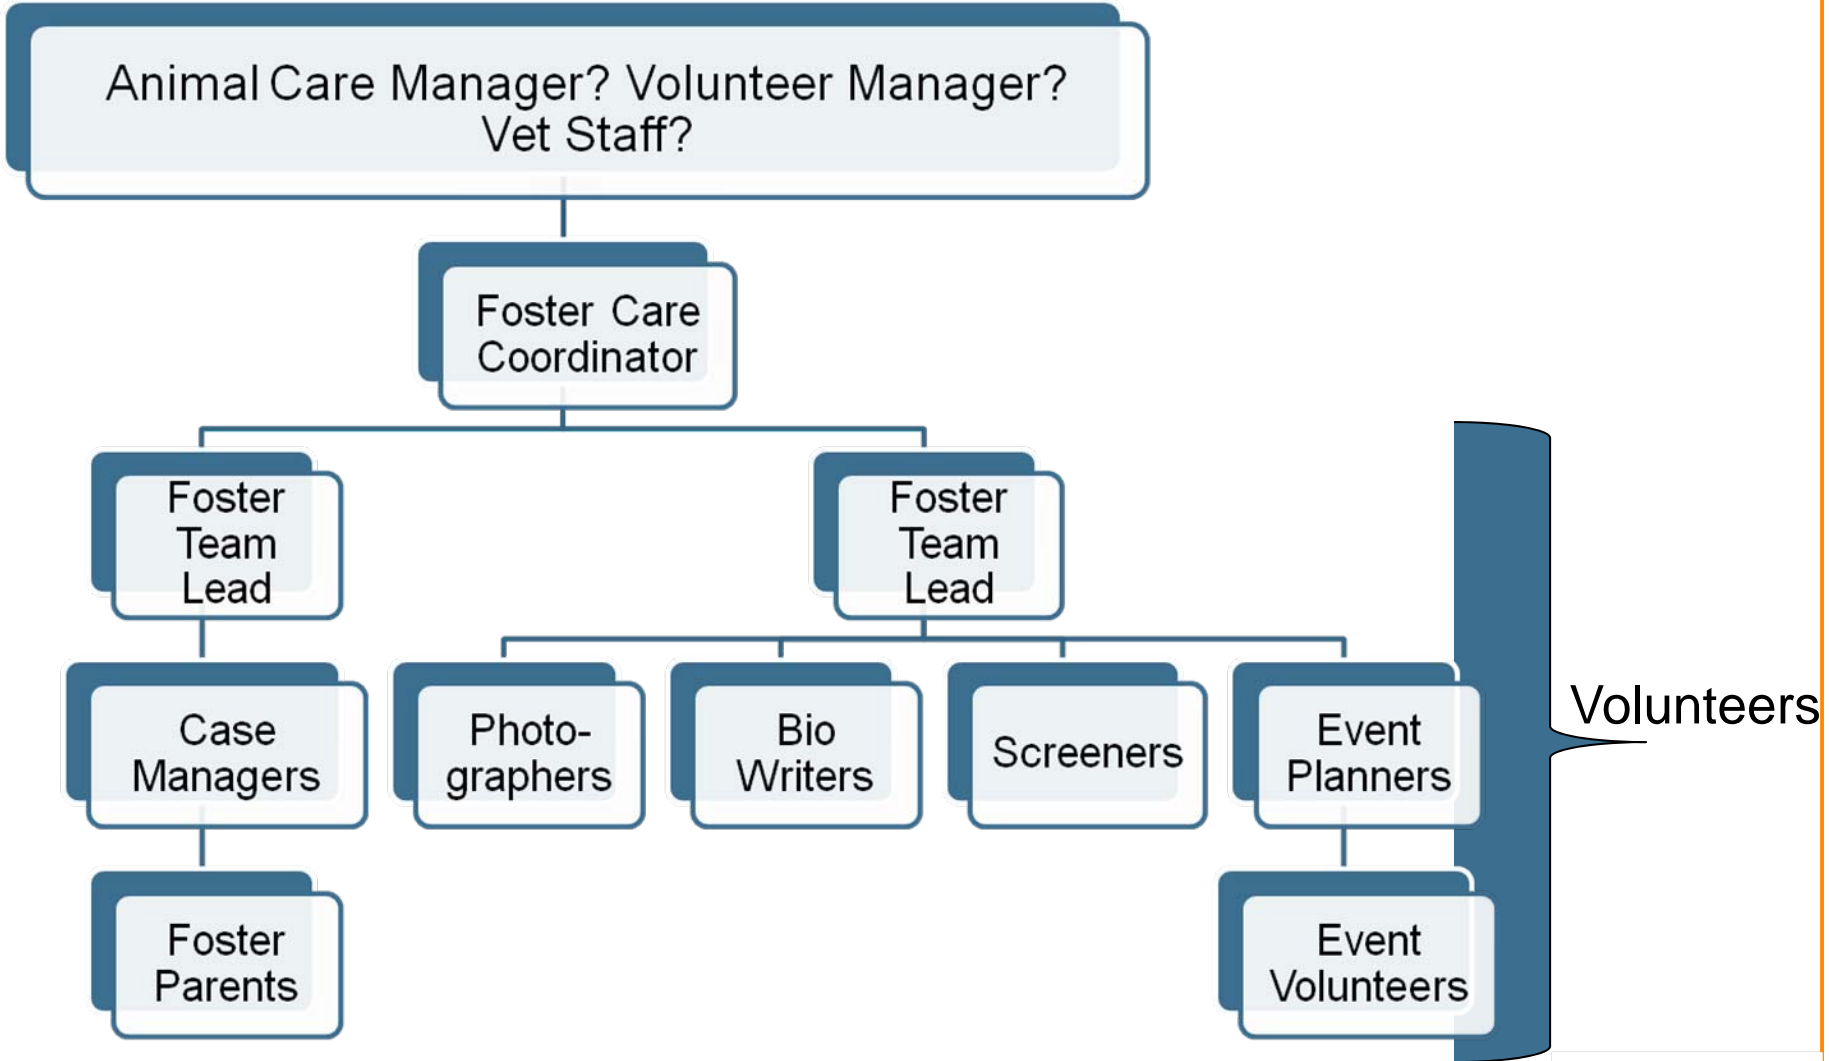 Animal Care Manager? Volunteer Manager?
Vet Staff?
Foster Care
Coordinator
Foster
Team
Lead
Foster
Team
Lead
Case
Managers
Photo-
graphers
Bio
Writers
Screeners
Event
Planners
Volunteers
Foster
Parents
Event
Volunteers